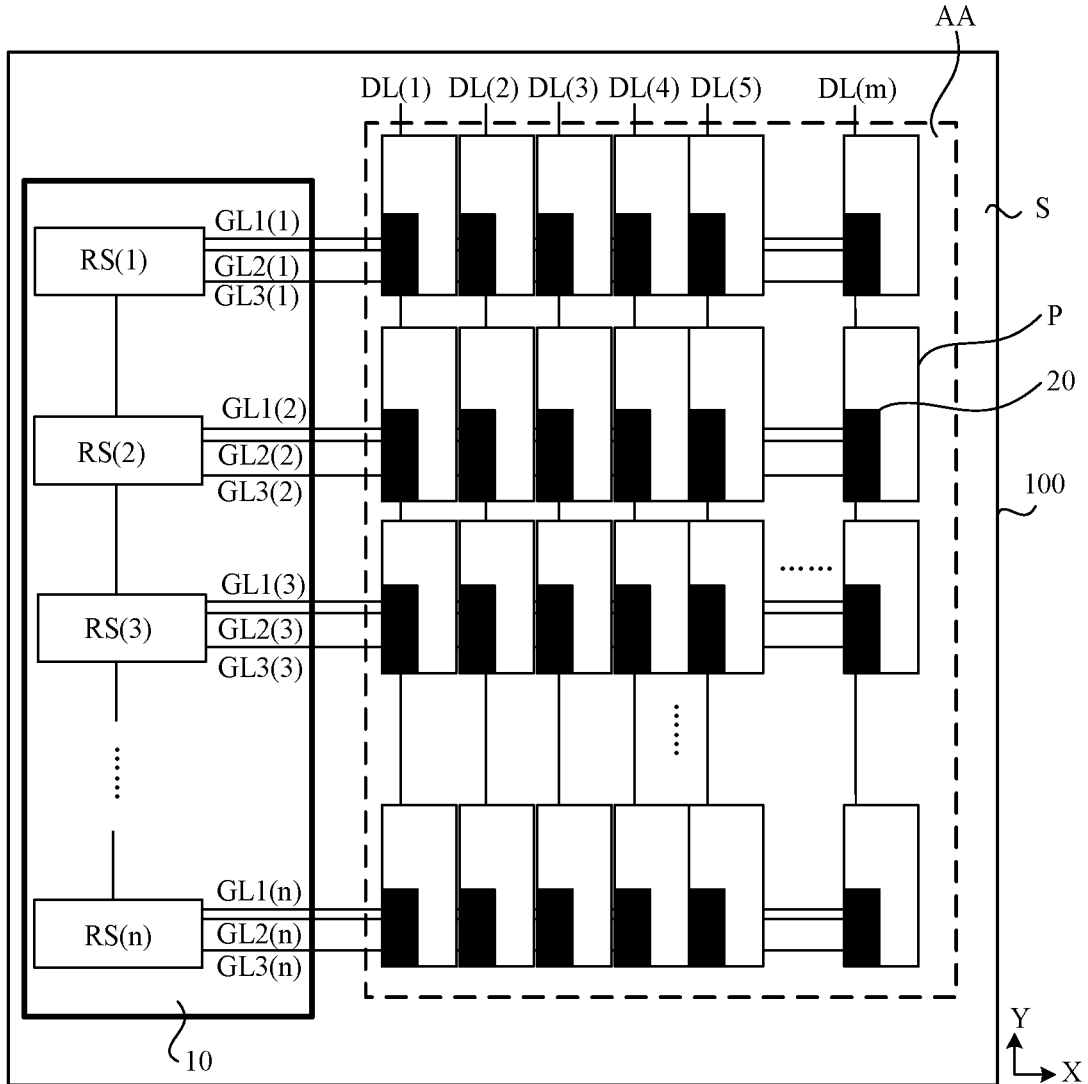 AA
DL(1) DL(2) DL(3) DL(4) DL(5) DL(m)
S
GL1(1)
RS(1)
GL2(1)
GL3(1)
P
20
GL1(2)
RS(2)
GL2(2)
GL3(2)
100
……
GL1(3)
RS(3)
GL2(3)
GL3(3)
……
……
GL1(n)
RS(n)
GL2(n)
GL3(n)
10
Y
X